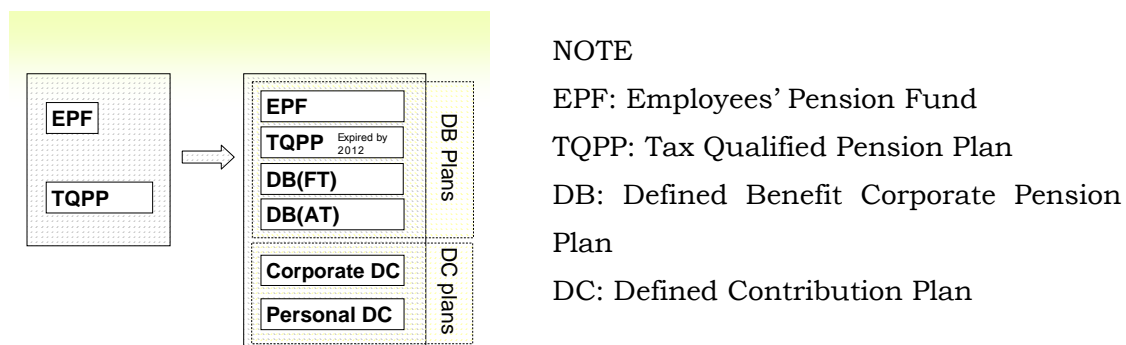 EPF
TQPP
EPF
TQPP Expired by
2012
DB(FT)
DB(AT)
DB Plans
Corporate DC
Personal DC
DC plans
NOTE
EPF: Employees’ Pension Fund
TQPP: Tax Qualified Pension Plan
DB: Defined Benefit Corporate Pension
Plan
DC: Defined Contribution Plan